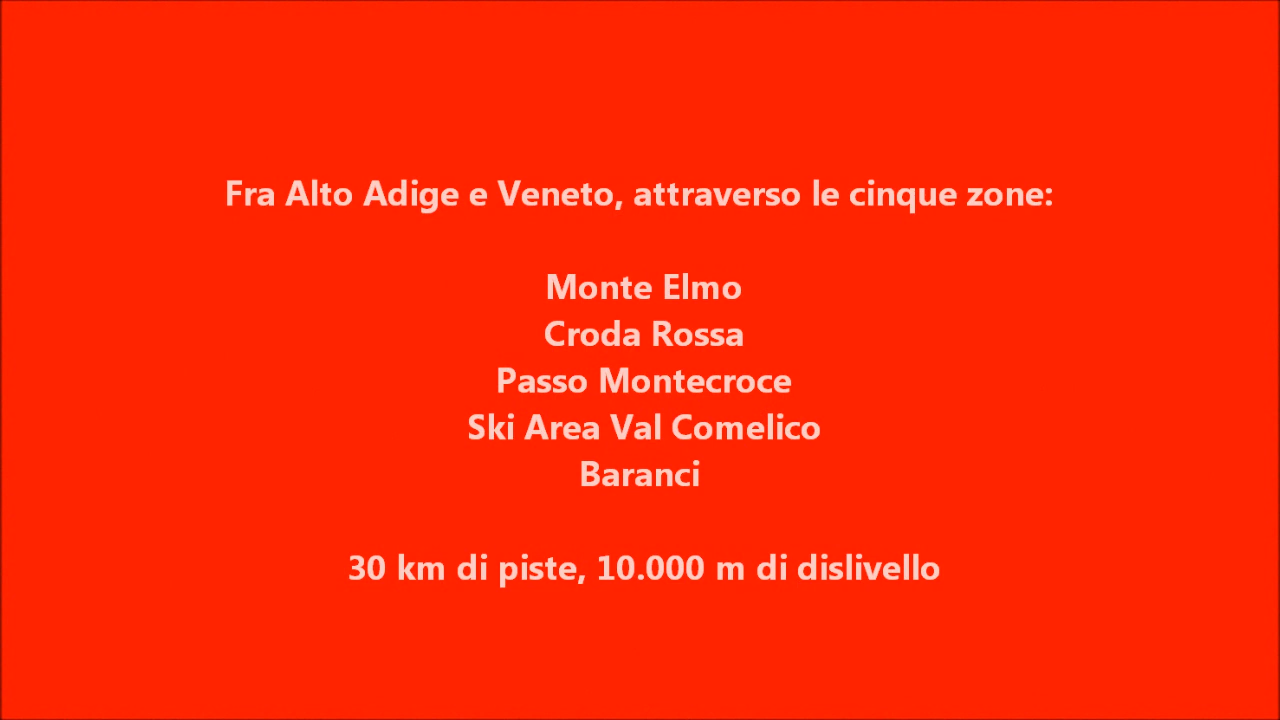 Fra Alto Adige e Veneto, attraverso le cinque zone:
Monte Elmo
Croda Rossa
Passo Montecroce
Ski Area Val Comelico
Baranci
30 km di piste, 10.000 m di dislivello